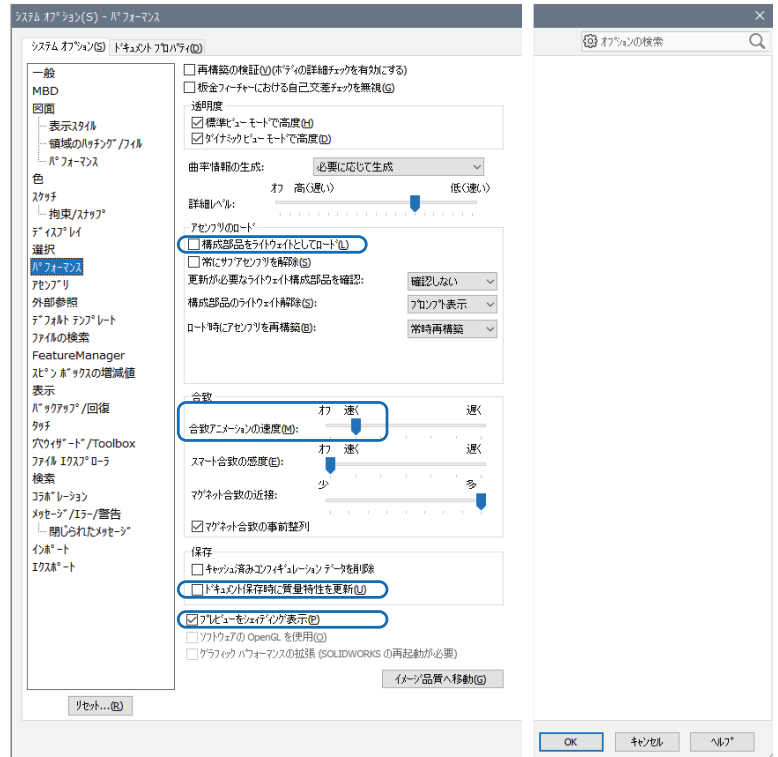 システム オプション(S) - パフォーマンス
システム オプション(S)
ドキュメント プロパティ(D)
オプションの検索
一般
MBD
図面
表示スタイル
領域のハッチング/フィル
パフォーマンス
色
スケッチ
拘束/スナップ
ディスプレイ
選択
パフォーマンス
アセンブリ
外部参照
デフォルト テンプレート
ファイルの検索
FeatureManager
スピン ボックスの増減値
表示
バックアップ/回復
タッチ
穴ウィザード/Toolbox
ファイル エクスプローラ
検索
コラボレーション
メッセージ/エラー/警告
閉じられたメッセージ
インポート
エクスポート
リセット...(R)
再構築の検証(V)(ボディの詳細チェックを有効にする)
板金フィーチャーにおける自己交差チェックを無視(G)
透明度
標準ビュー モードで高度(H)
ダイナミック ビュー モードで高度(D)
曲率情報の生成:
必要に応じて生成
オフ 高(遅い) 低(速い)
詳細レベル:
アセンブリのロード
構成部品をライトウェイトとしてロード(L)
常にサブアセンブリを解除(S)
更新が必要なライトウェイト構成部品を確認:
確認しない
構成部品のライトウェイト解除(S):
プロンプト表示
ロード時にアセンブリを再構築(B):
常時再構築
合致
オフ 速く 遅く
合致アニメーションの速度(M):
オフ 速く 遅く
スマート合致の感度(E):
少 多
マグネット合致の近接:
マグネット合致の事前整列
保存
キャッシュ済みコンフィギュレーション データを削除
ドキュメント保存時に質量特性を更新(U)
プレビューをシェイディング表示(P)
ソフトウェアの OpenGL を使用(O)
グラフィック パフォーマンスの拡張 (SOLIDWORKS の再起動が必要)
イメージ品質へ移動(G)
OK
キャンセル
ヘルプ